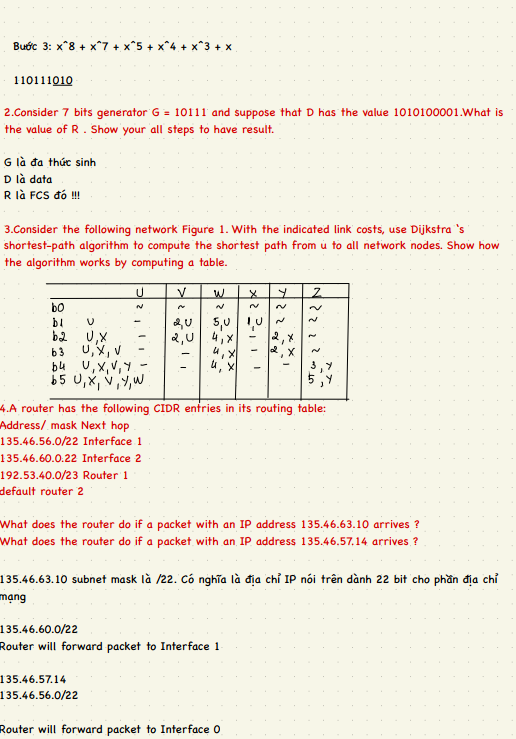 Bước 3: x^8 + x^7 + x^5 + x^4 + x^3 + x
110111010
2.Consider 7 bits generator G = 10111 and suppose that D has the value 1010100001.What is
the value of R . Show your all steps to have result.
G là đa thức sinh
D là data
R là FCS đó !!!
3.Consider the following network Figure 1. With the indicated link costs, use Dijkstra `s
shortest-path algorithm to compute the shortest path from u to all network nodes. Show how
the algorithm works by computing a table.
U V W X Y Z
b0 ~ ~ ~ ~ ~ ~
b1 U - 2,U 5,U 1,U ~ ~
b2 U,X - 2,U 4,X - 2,X ~
b3 U,X,V - - 4,X - 2,X ~
b4 U,X,V,Y - - 4,X - - 3,Y
b5 U,X,V,Y,W 5,Y
4.A router has the following CIDR entries in its routing table:
Address/ mask Next hop
135.46.56.0/22 Interface 1
135.46.60.0.22 Interface 2
192.53.40.0/23 Router 1
default router 2
What does the router do if a packet with an IP address 135.46.63.10 arrives ?
What does the router do if a packet with an IP address 135.46.57.14 arrives ?
135.46.63.10 subnet mask là /22. Có nghĩa là địa chỉ IP nói trên dành 22 bit cho phần địa chỉ
mạng
135.46.60.0/22
Router will forward packet to Interface 1
135.46.57.14
135.46.56.0/22
Router will forward packet to Interface 0